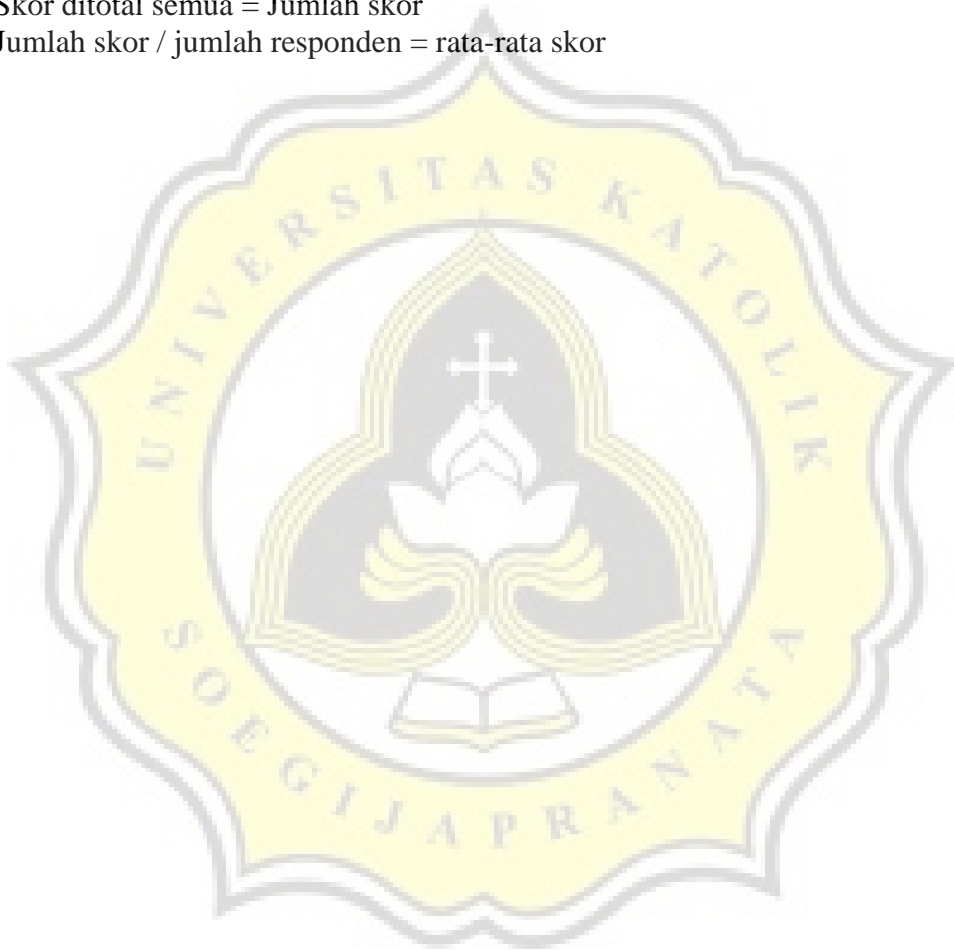 Skor ditotal semua = Jumlah skor
Jumlah skor / jumlah responden = rata-rata skor
UNIVERSITAS KATOLIK
SOEGIJAPRANATA